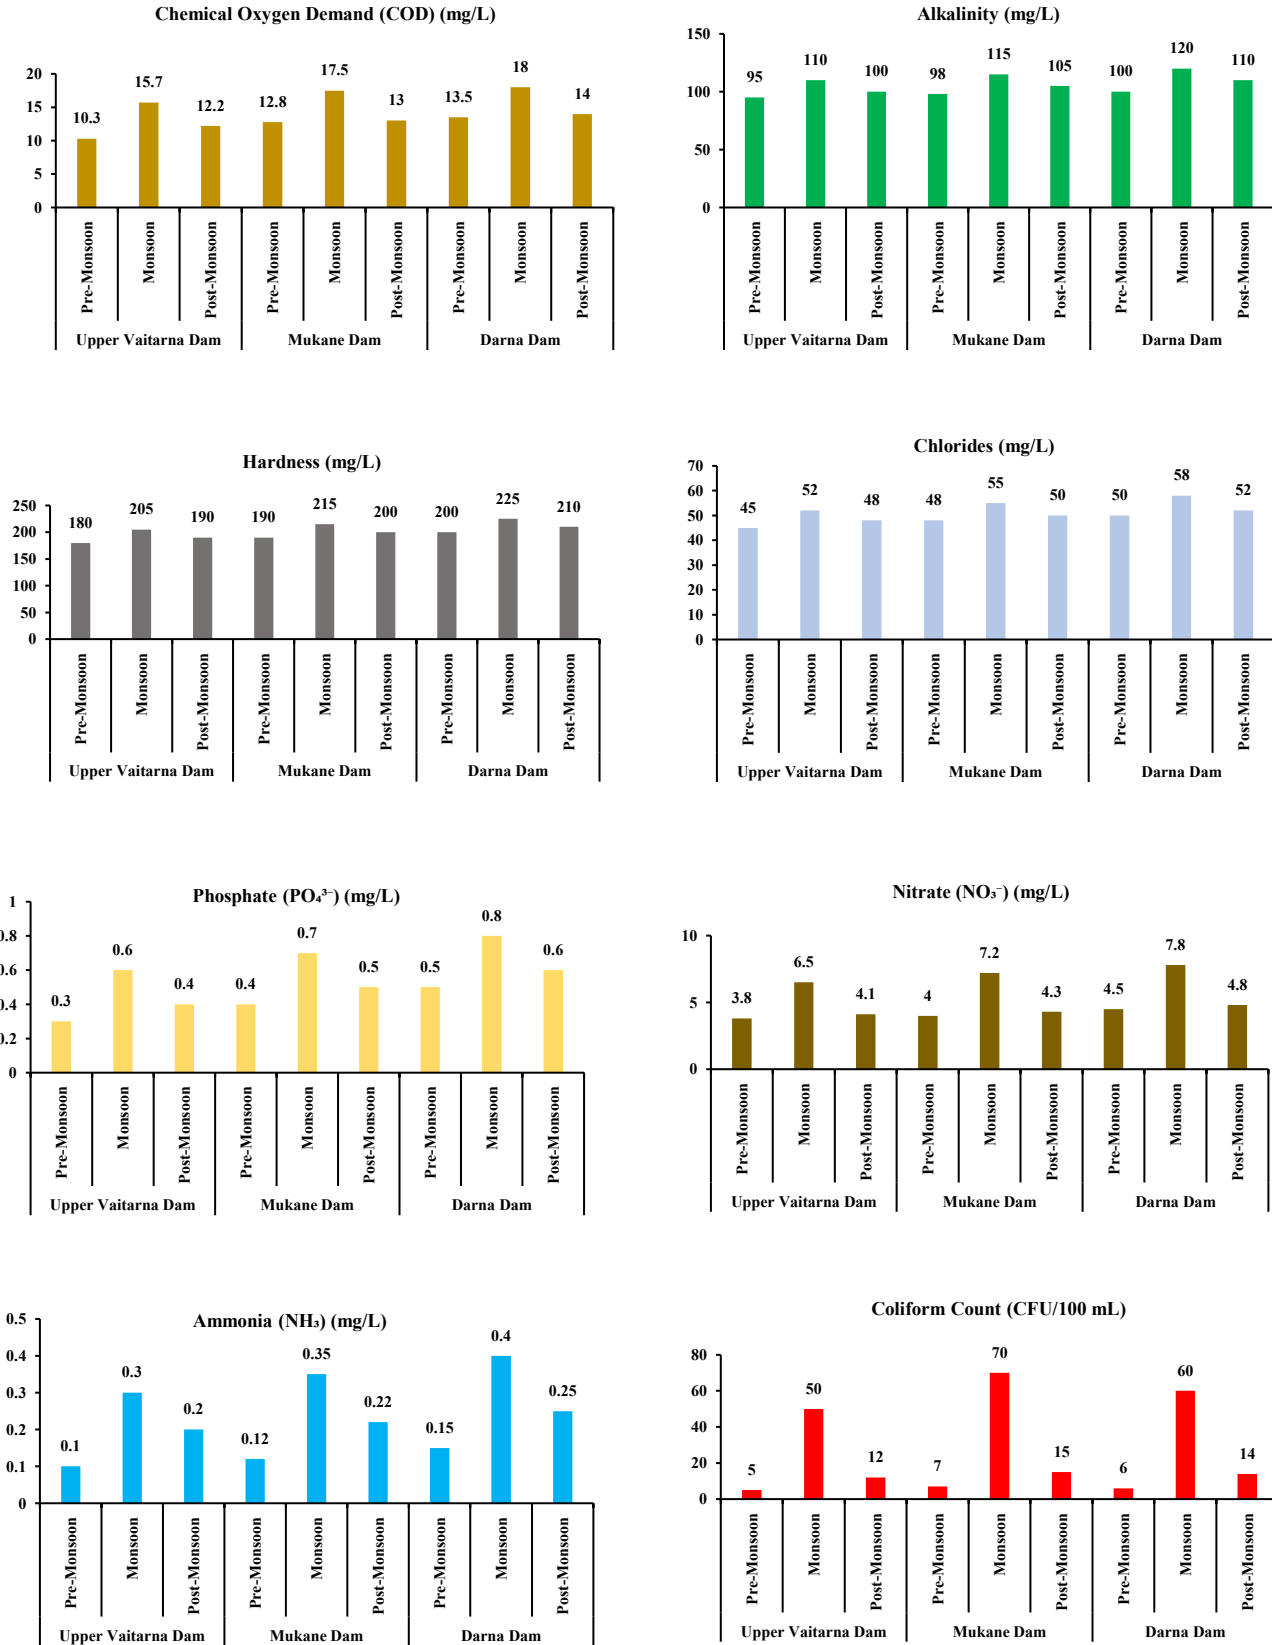 Chemical Oxygen Demand (COD) (mg/L)
20
15
10
5
0
10.3
15.7
12.2
12.8
17.5
13
13.5
18
14
Pre-Monsoon
Monsoon
Post-Monsoon
Pre-Monsoon
Monsoon
Post-Monsoon
Pre-Monsoon
Monsoon
Post-Monsoon
Upper Vaitarna Dam
Mukane Dam
Darna Dam
Alkalinity (mg/L)
150
100
50
0
95
110
100
98
115
105
100
120
110
Pre-Monsoon
Monsoon
Post-Monsoon
Pre-Monsoon
Monsoon
Post-Monsoon
Pre-Monsoon
Monsoon
Post-Monsoon
Upper Vaitarna Dam
Mukane Dam
Darna Dam
Hardness (mg/L)
250
200
150
100
50
0
180
205
190
190
215
200
200
225
210
Pre-Monsoon
Monsoon
Post-Monsoon
Pre-Monsoon
Monsoon
Post-Monsoon
Pre-Monsoon
Monsoon
Post-Monsoon
Upper Vaitarna Dam
Mukane Dam
Darna Dam
Chlorides (mg/L)
70
60
50
40
30
20
10
0
45
52
48
48
55
50
50
58
52
Pre-Monsoon
Monsoon
Post-Monsoon
Pre-Monsoon
Monsoon
Post-Monsoon
Pre-Monsoon
Monsoon
Post-Monsoon
Upper Vaitarna Dam
Mukane Dam
Darna Dam
Phosphate (PO₄³⁻) (mg/L)
1
0.8
0.6
0.4
0.2
0
0.3
0.6
0.4
0.4
0.7
0.5
0.5
0.8
0.6
Pre-Monsoon
Monsoon
Post-Monsoon
Pre-Monsoon
Monsoon
Post-Monsoon
Pre-Monsoon
Monsoon
Post-Monsoon
Upper Vaitarna Dam
Mukane Dam
Darna Dam
Nitrate (NO₃⁻) (mg/L)
10
5
0
3.8
6.5
4.1
4
7.2
4.3
4.5
7.8
4.8
Pre-Monsoon
Monsoon
Post-Monsoon
Pre-Monsoon
Monsoon
Post-Monsoon
Pre-Monsoon
Monsoon
Post-Monsoon
Upper Vaitarna Dam
Mukane Dam
Darna Dam
Ammonia (NH₃) (mg/L)
0.5
0.4
0.3
0.2
0.1
0
0.1
0.3
0.2
0.12
0.35
0.22
0.15
0.4
0.25
Pre-Monsoon
Monsoon
Post-Monsoon
Pre-Monsoon
Monsoon
Post-Monsoon
Pre-Monsoon
Monsoon
Post-Monsoon
Upper Vaitarna Dam
Mukane Dam
Darna Dam
Coliform Count (CFU/100 mL)
80
60
40
20
0
5
50
12
7
70
15
6
60
14
Pre-Monsoon
Monsoon
Post-Monsoon
Pre-Monsoon
Monsoon
Post-Monsoon
Pre-Monsoon
Monsoon
Post-Monsoon
Upper Vaitarna Dam
Mukane Dam
Darna Dam